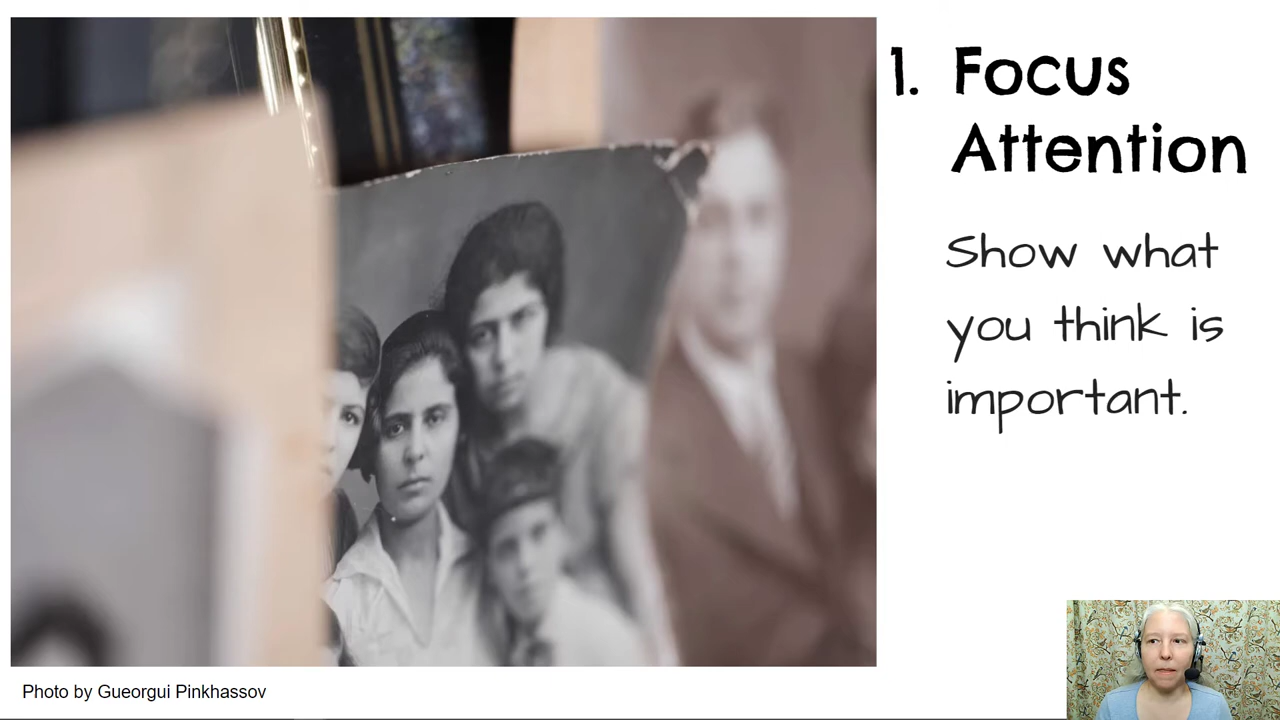 1. Focus
Attention
Show what
you think is
important.
Photo by Gueorgui Pinkhassov